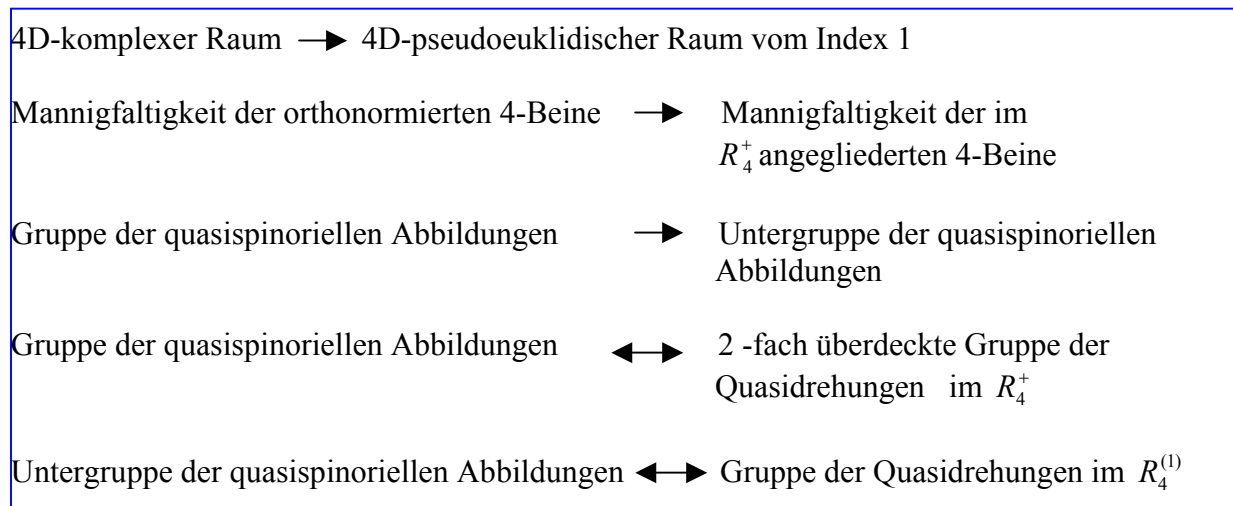 4D-komplexer Raum → 4D-pseudoeuklidischer Raum vom Index 1
Mannigfaltigkeit der orthonormierten 4-Beine → Mannigfaltigkeit der im
R₄⁺ angegliederten 4-Beine
Gruppe der quasispinoriellen Abbildungen → Untergruppe der quasispinoriellen
Abbildungen
Gruppe der quasispinoriellen Abbildungen ↔ 2 -fach überdeckte Gruppe der
Quasidrehungen im R₄⁺
Untergruppe der quasispinoriellen Abbildungen ↔ Gruppe der Quasidrehungen im R₄⁽¹⁾